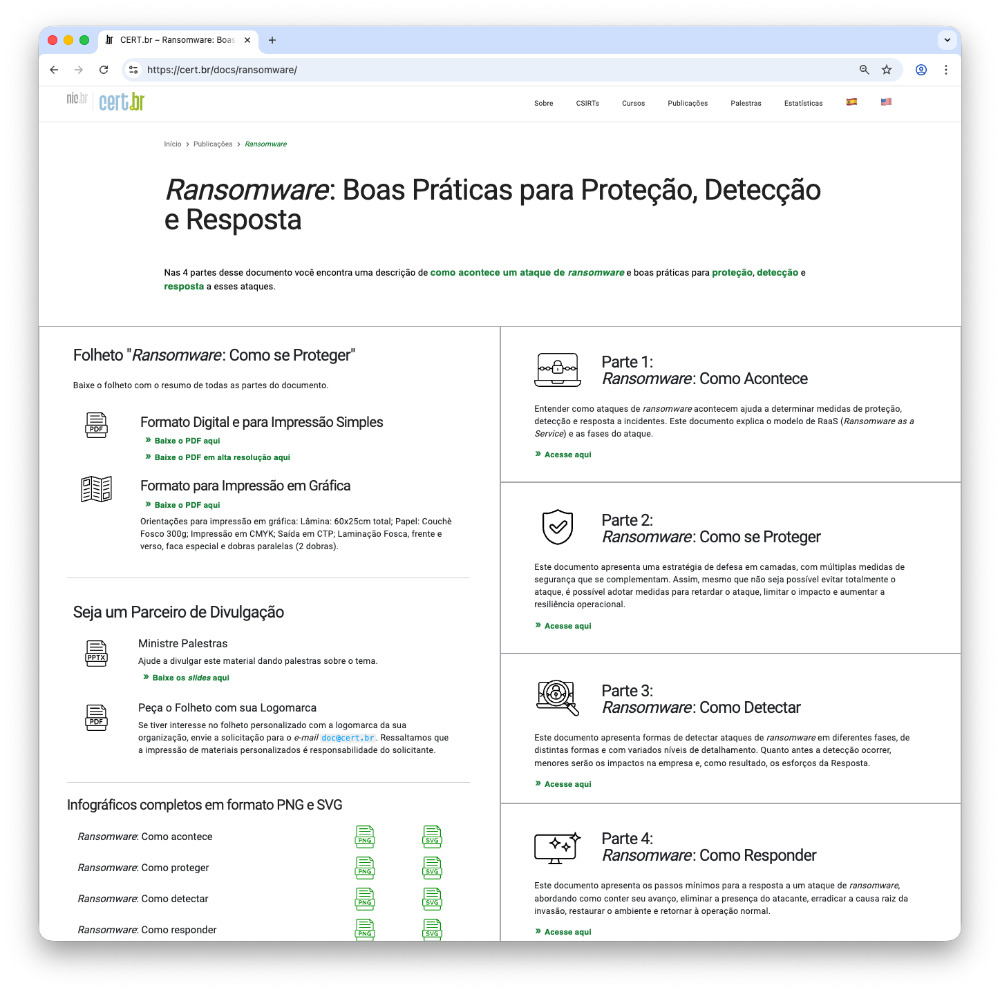 CERT.br – Ransomware: Boas
https://cert.br/docs/ransomware/
nic.br
cert.br
Sobre
CSIRTs
Cursos
Publicações
Palestras
Estatísticas
Início > Publicações > Ransomware
Ransomware: Boas Práticas para Proteção, Detecção
e Resposta
Nas 4 partes desse documento você encontra uma descrição de como acontece um ataque de ransomware e boas práticas para proteção, detecção e
resposta a esses ataques.
Folheto "Ransomware: Como se Proteger"
Baixe o folheto com o resumo de todas as partes do documento.
PDF
Formato Digital e para Impressão Simples
» Baixe o PDF aqui
» Baixe o PDF em alta resolução aqui
Formato para Impressão em Gráfica
» Baixe o PDF aqui
Orientações para impressão em gráfica: Lâmina: 60x25cm total; Papel: Couchè
Fosco 300g; Impressão em CMYK; Saída em CTP; Laminação Fosca, frente e
verso, faca especial e dobras paralelas (2 dobras).
Seja um Parceiro de Divulgação
PPTX
Ministre Palestras
Ajude a divulgar este material dando palestras sobre o tema.
» Baixe os slides aqui
PDF
Peça o Folheto com sua Logomarca
Se tiver interesse no folheto personalizado com a logomarca da sua
organização, envie a solicitação para o e-mail doc@cert.br. Ressaltamos que
a impressão de materiais personalizados é responsabilidade do solicitante.
Infográficos completos em formato PNG e SVG
Ransomware: Como acontece PNG SVG
Ransomware: Como proteger PNG SVG
Ransomware: Como detectar PNG SVG
Ransomware: Como responder PNG SVG
Parte 1:
Ransomware: Como Acontece
Entender como ataques de ransomware acontecem ajuda a determinar medidas de proteção,
detecção e resposta a incidentes. Este documento explica o modelo de RaaS (Ransomware as a
Service) e as fases do ataque.
» Acesse aqui
Parte 2:
Ransomware: Como se Proteger
Este documento apresenta uma estratégia de defesa em camadas, com múltiplas medidas de
segurança que se complementam. Assim, mesmo que não seja possível evitar totalmente o
ataque, é possível adotar medidas para retardar o ataque, limitar o impacto e aumentar a
resiliência operacional.
» Acesse aqui
Parte 3:
Ransomware: Como Detectar
Este documento apresenta formas de detectar ataques de ransomware em diferentes fases, de
distintas formas e com variados níveis de detalhamento. Quanto antes a detecção ocorrer,
menores serão os impactos na empresa e, como resultado, os esforços da Resposta.
» Acesse aqui
Parte 4:
Ransomware: Como Responder
Este documento apresenta os passos mínimos para a resposta a um ataque de ransomware,
abordando como conter seu avanço, eliminar a presença do atacante, erradicar a causa raiz da
invasão, restaurar o ambiente e retornar à operação normal.
» Acesse aqui